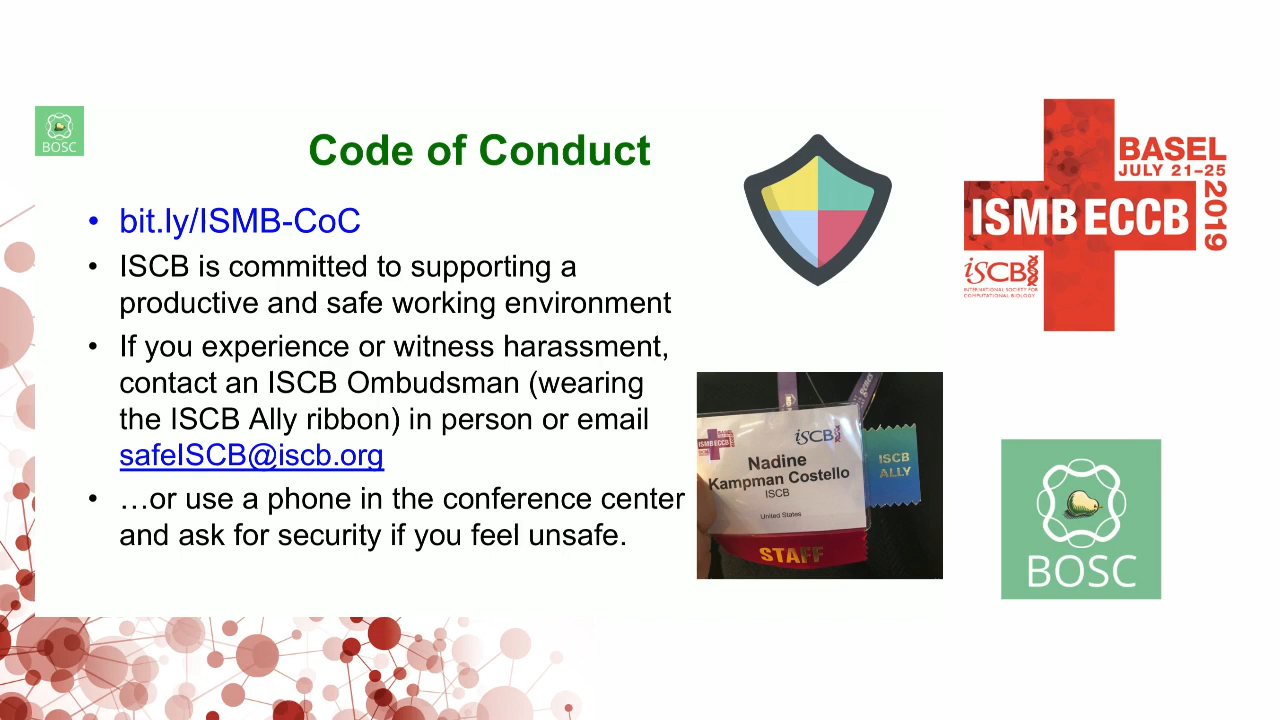 BOSC
Code of Conduct
• bit.ly/ISMB-CoC
• ISCB is committed to supporting a
productive and safe working environment
• If you experience or witness harassment,
contact an ISCB Ombudsman (wearing
the ISCB Ally ribbon) in person or email
safeISCB@iscb.org
• …or use a phone in the conference center
and ask for security if you feel unsafe.
BASEL
JULY 21–25
2019
ISMB ECCB
iSCB
INTERNATIONAL SOCIETY FOR
COMPUTATIONAL BIOLOGY
ISMB ECCB
iSCB
Nadine
Kampman Costello
ISCB
United States
ISCB
ALLY
STAFF
BOSC